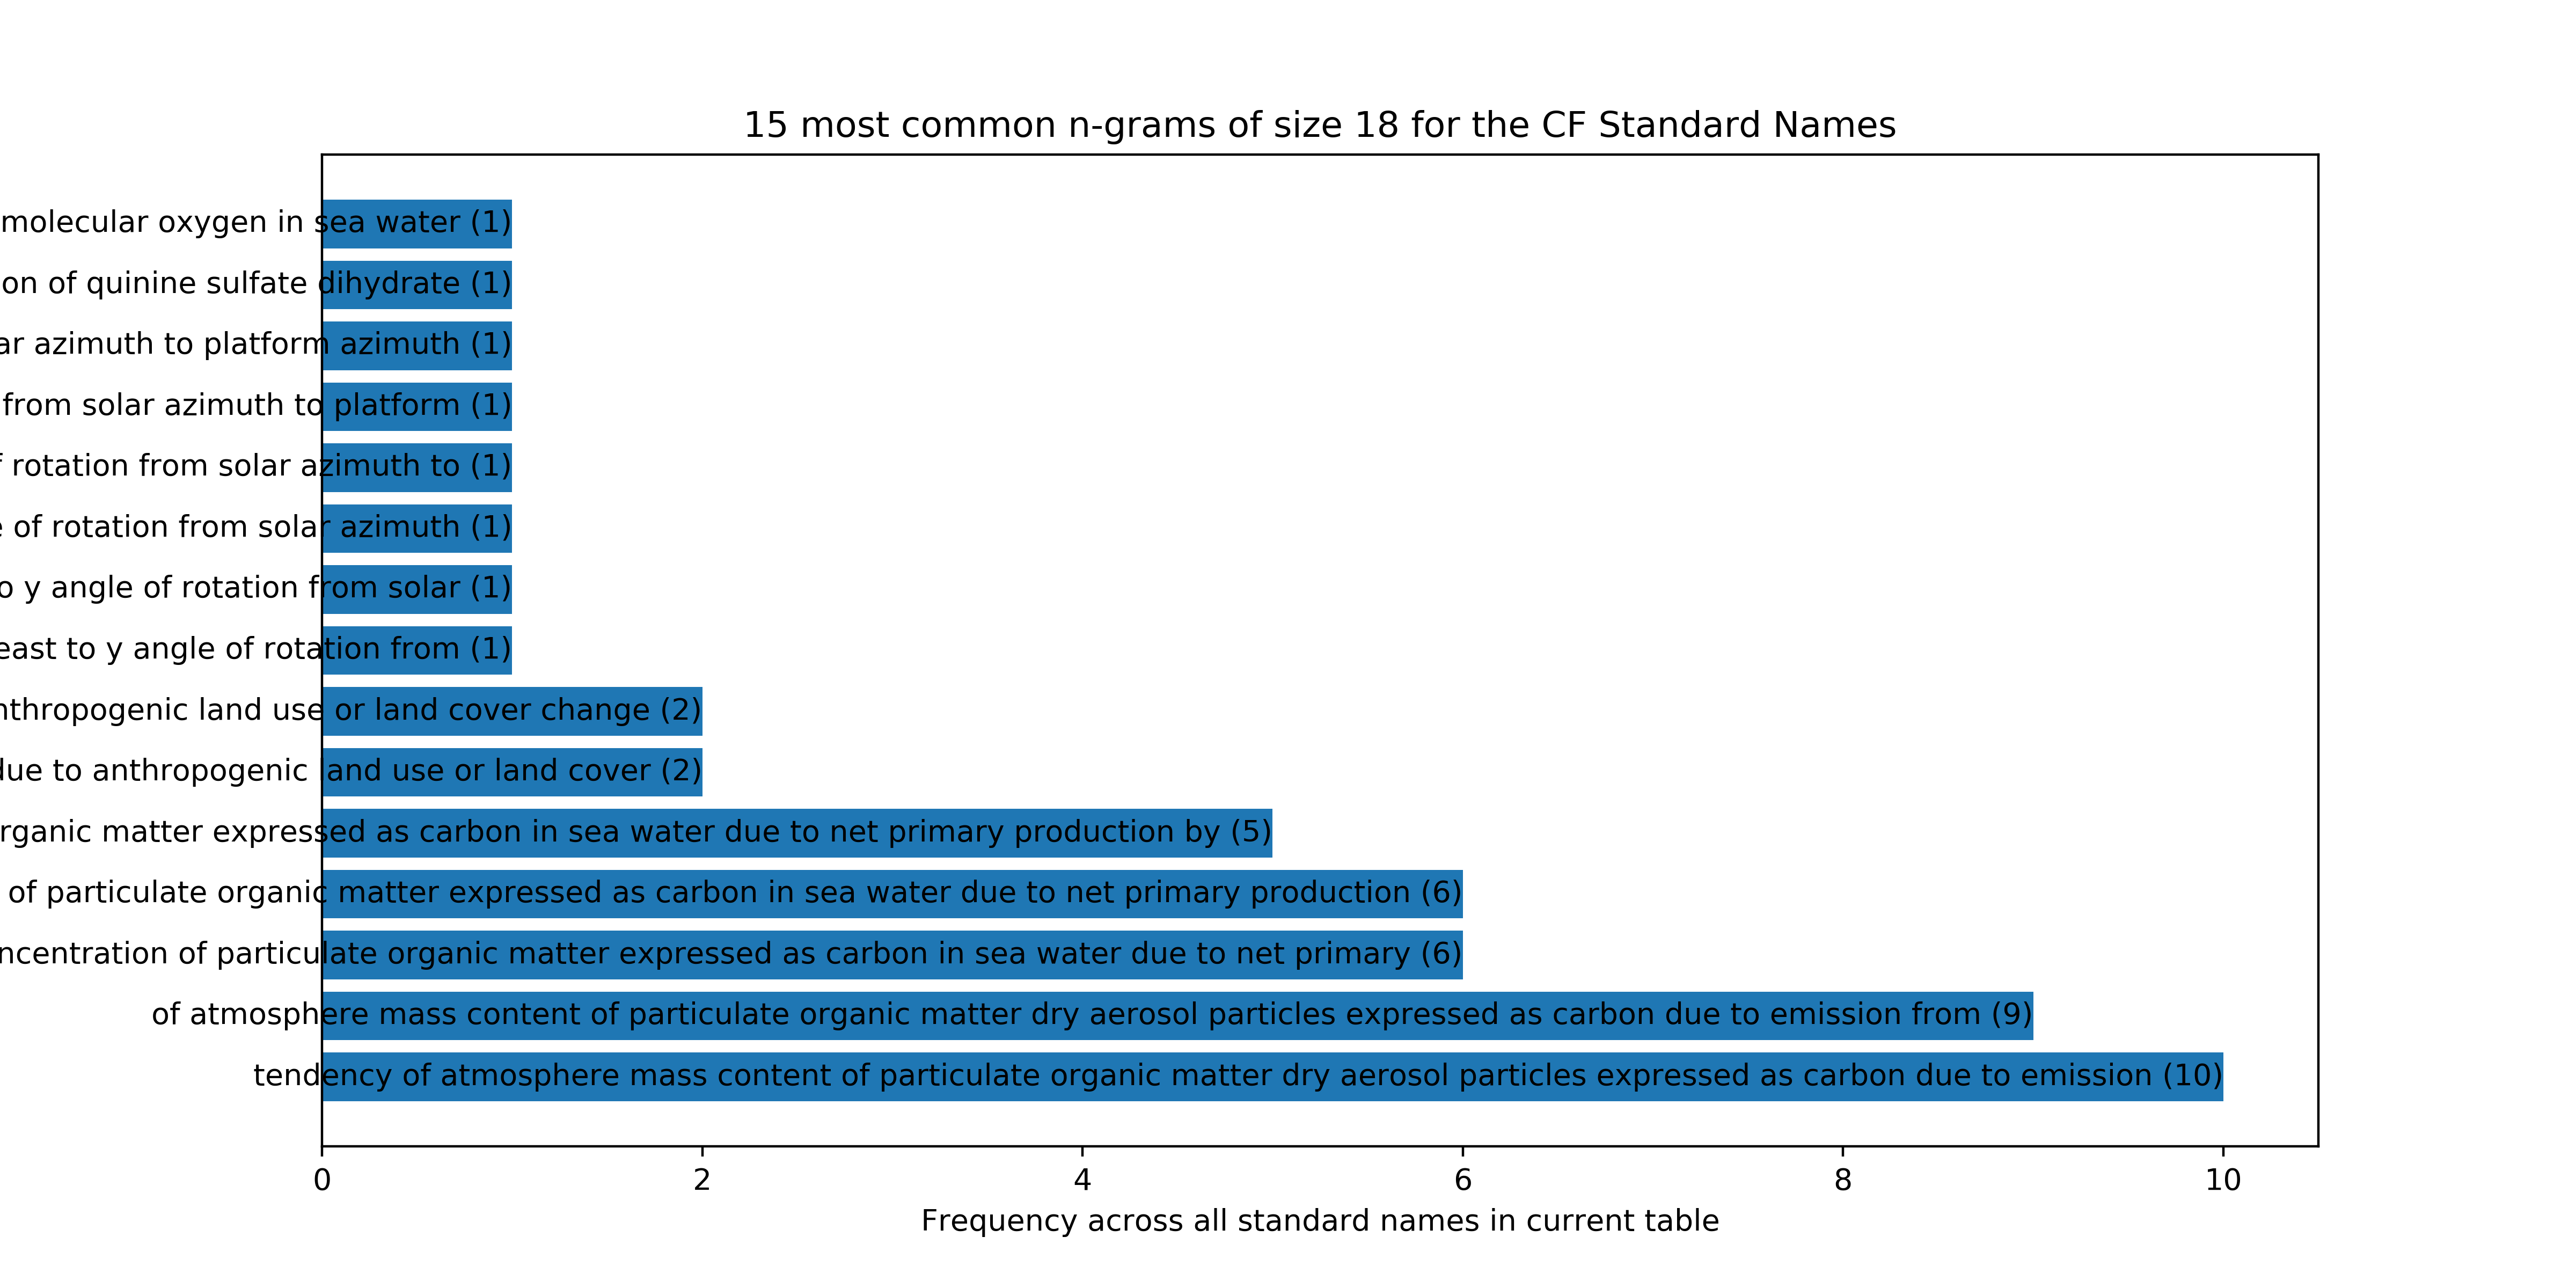 15 most common n-grams of size 18 for the CF Standard Names
molecular oxygen in sea water (1)
of quinine sulfate dihydrate (1)
azimuth to platform azimuth (1)
from solar azimuth to platform (1)
rotation from solar azimuth to (1)
of rotation from solar azimuth (1)
y angle of rotation from solar (1)
east to y angle of rotation from (1)
land use or land cover change (2)
to anthropogenic land use or land cover (2)
matter expressed as carbon in sea water due to net primary production by (5)
of particulate organic matter expressed as carbon in sea water due to net primary production (6)
of particulate organic matter expressed as carbon in sea water due to net primary (6)
of atmosphere mass content of particulate organic matter dry aerosol particles expressed as carbon due to emission from (9)
tendency of atmosphere mass content of particulate organic matter dry aerosol particles expressed as carbon due to emission (10)
0 2 4 6 8 10
Frequency across all standard names in current table